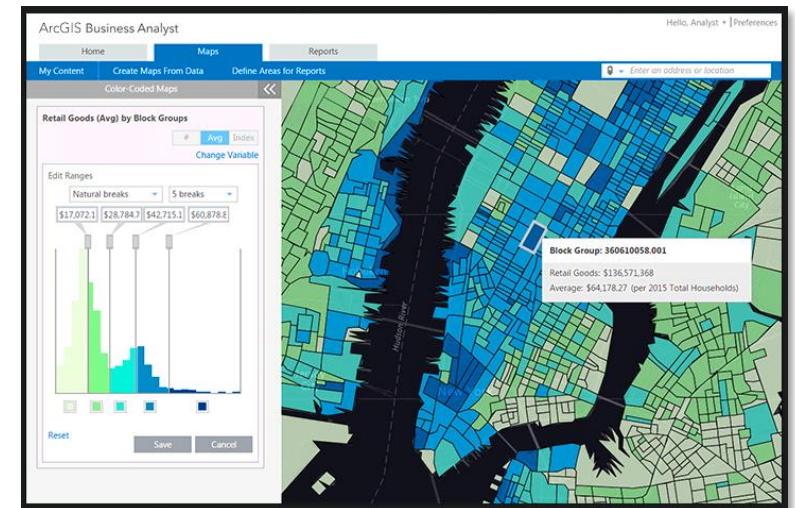 ArcGIS Business Analyst
Hello, Analyst | Preferences
Home Maps Reports
My Content Create Maps From Data Define Areas for Reports
Enter an address or location
Color-Coded Maps
Retail Goods (Avg) by Block Groups
# Avg Index
Change Variable
Edit Ranges
Natural breaks 5 breaks
$17,072.1 $28,784.7 $42,715.1 $60,878.8
Reset
Save Cancel
Block Group: 360610058.001
Retail Goods: $136,571,368
Average: $64,178.27 (per 2015 Total Households)
Hudson River